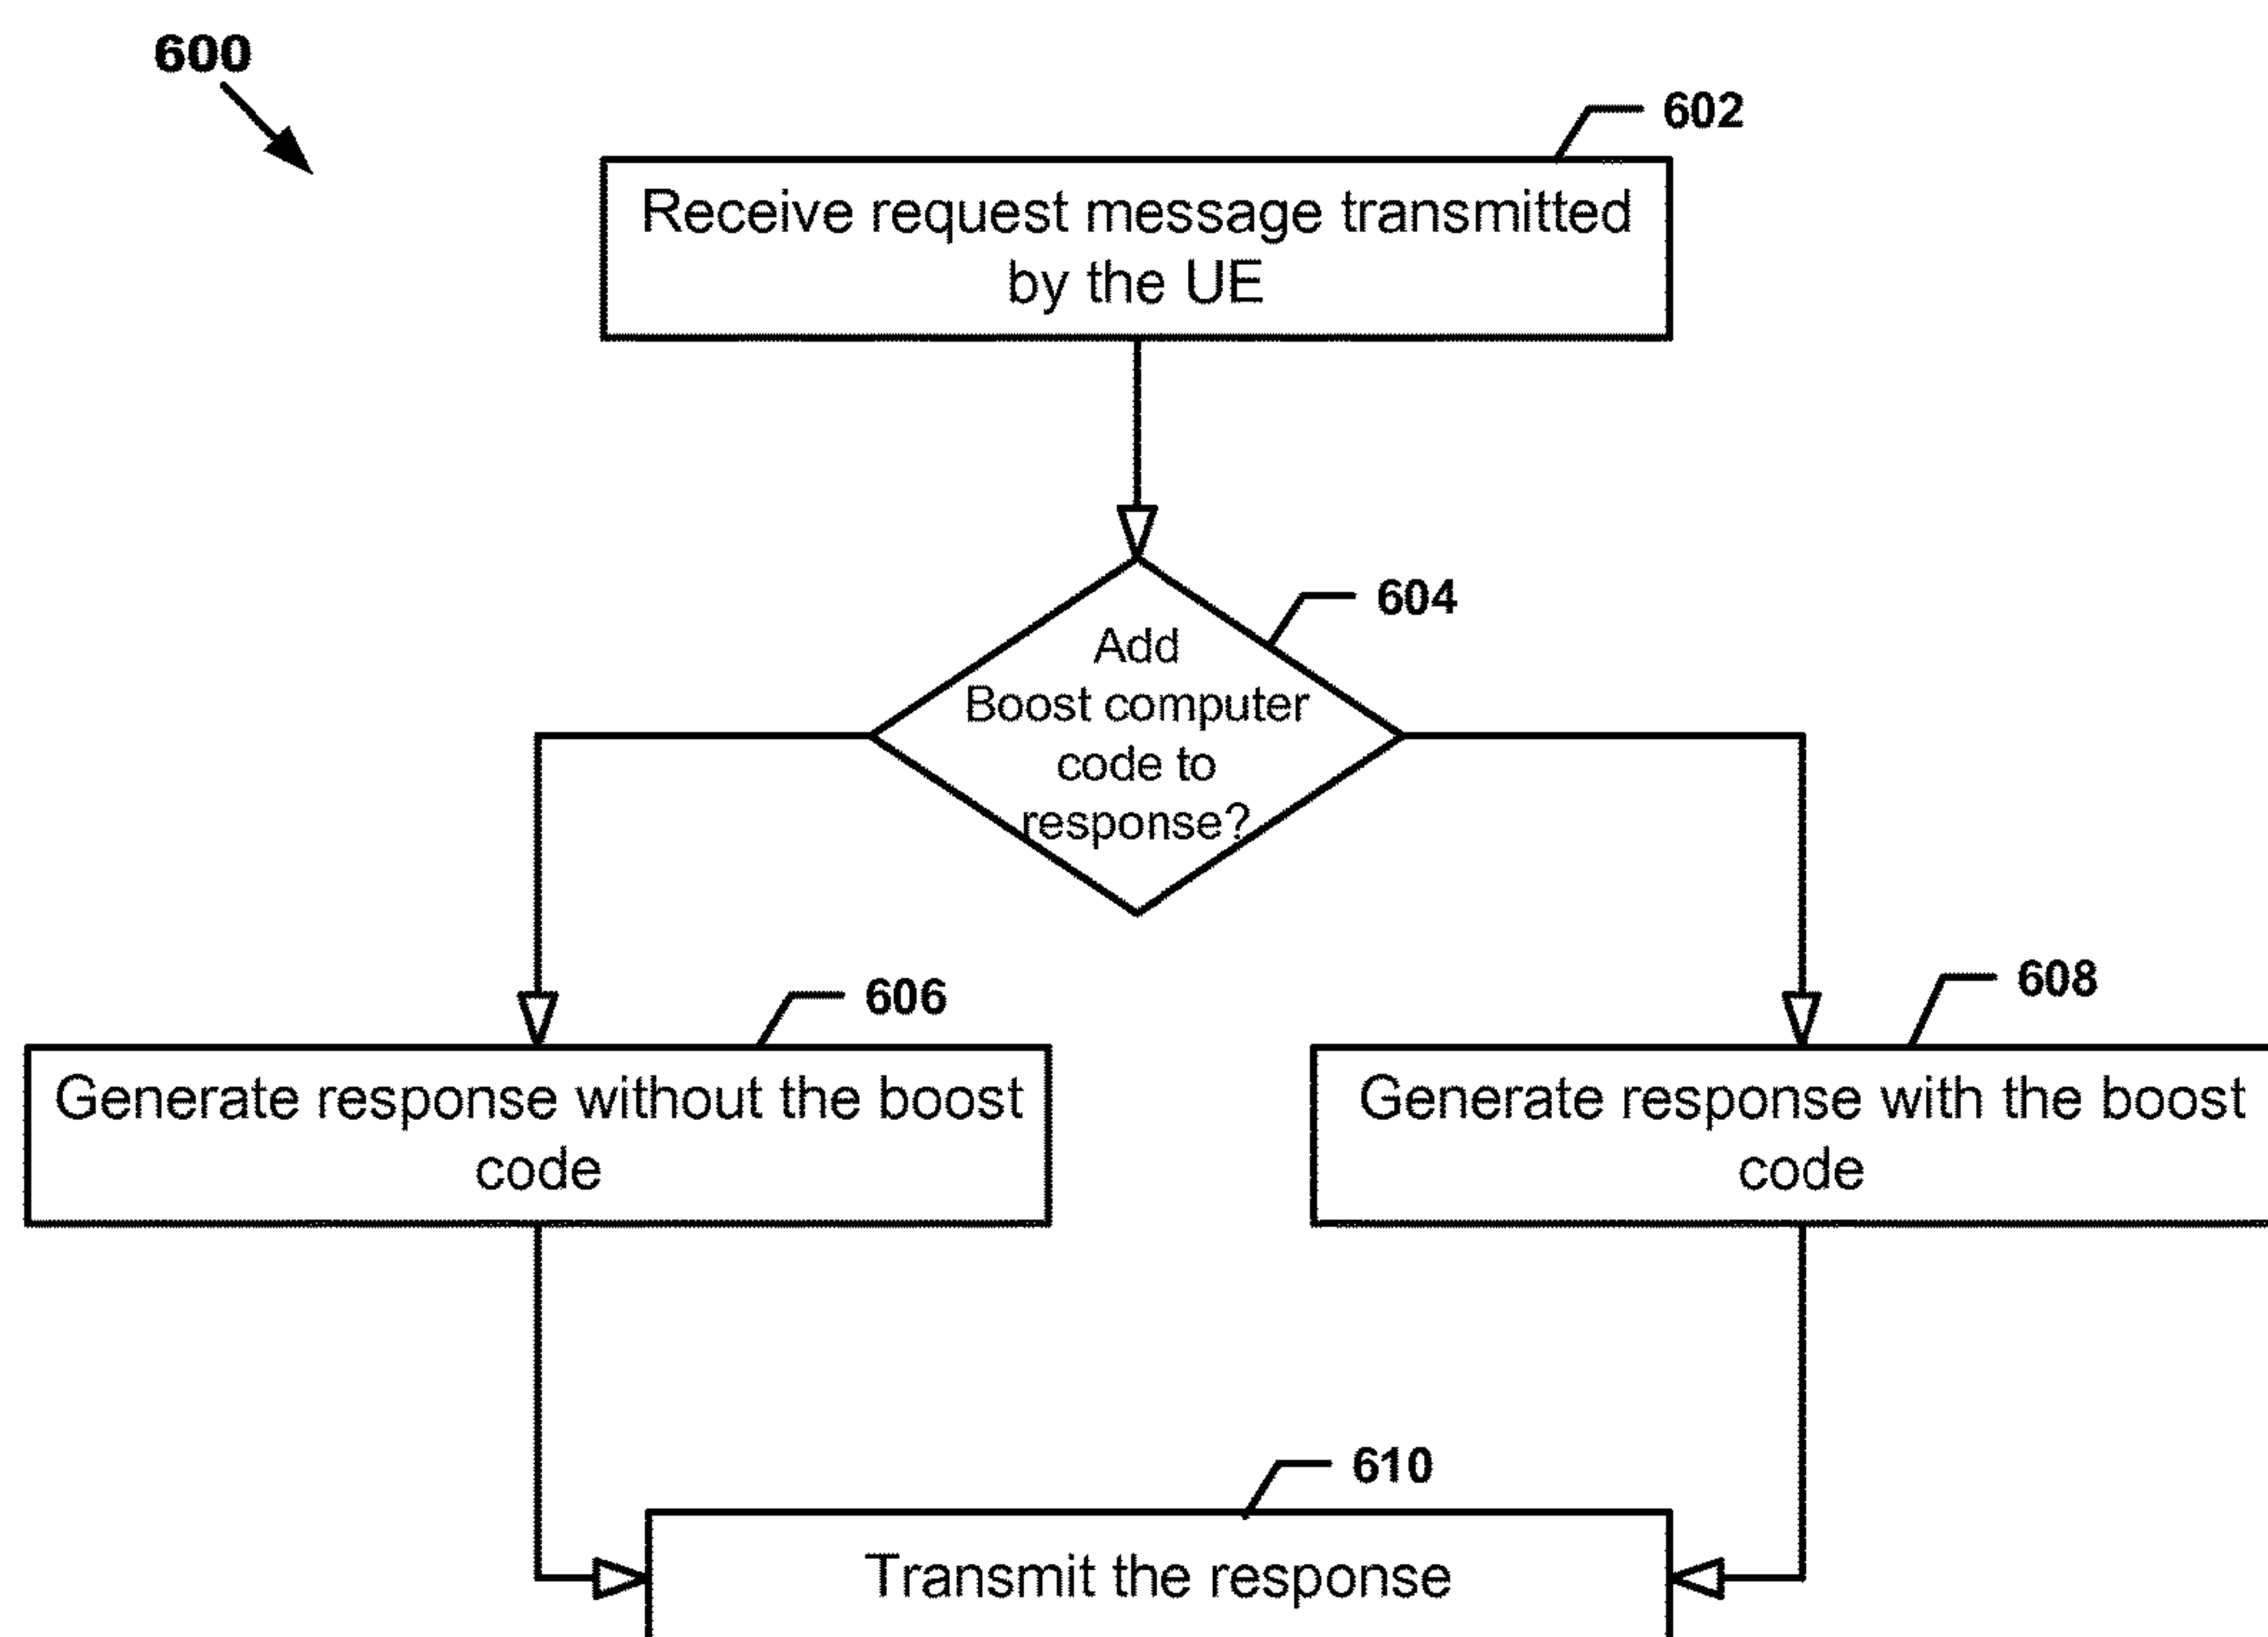 600
602
Receive request message transmitted
by the UE
604
Add
Boost computer
code to
response?
606
Generate response without the boost
code
608
Generate response with the boost
code
610
Transmit the response